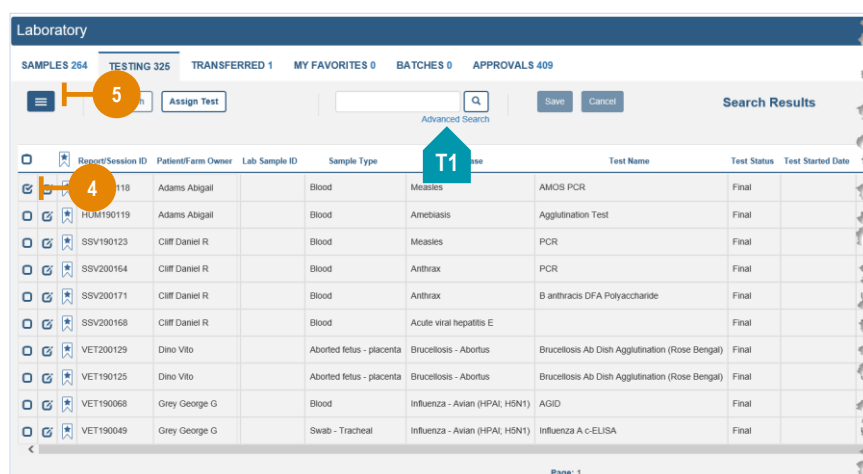 Laboratory
SAMPLES 264 TESTING 325 TRANSFERRED 1 MY FAVORITES 0 BATCHES 0 APPROVALS 409
5 Assign Test Save Cancel Search Results
Advanced Search
T1
Report/Session ID Patient/Farm Owner Lab Sample ID Sample Type Test Name Test Status Test Started Date
4 Adams Abigail Blood Measles AMOS PCR Final
HUM190119 Adams Abigail Blood Amebiasis Agglutination Test Final
SSV190123 Cliff Daniel R Blood Measles PCR Final
SSV200164 Cliff Daniel R Blood Anthrax PCR Final
SSV200171 Cliff Daniel R Blood Anthrax B anthracis DFA Polyaccharide Final
SSV200168 Cliff Daniel R Blood Acute viral hepatitis E Final
VET200129 Dino Vito Aborted fetus - placenta Brucellosis - Abortus Brucellosis Ab Dish Agglutination (Rose Bengal) Final
VET190125 Dino Vito Aborted fetus - placenta Brucellosis - Abortus Brucellosis Ab Dish Agglutination (Rose Bengal) Final
VET190068 Grey George G Blood Influenza - Avian (HPAI; H5N1) AGID Final
VET190049 Grey George G Swab - Tracheal Influenza - Avian (HPAI; H5N1) Influenza A c-ELISA Final
Page: 1